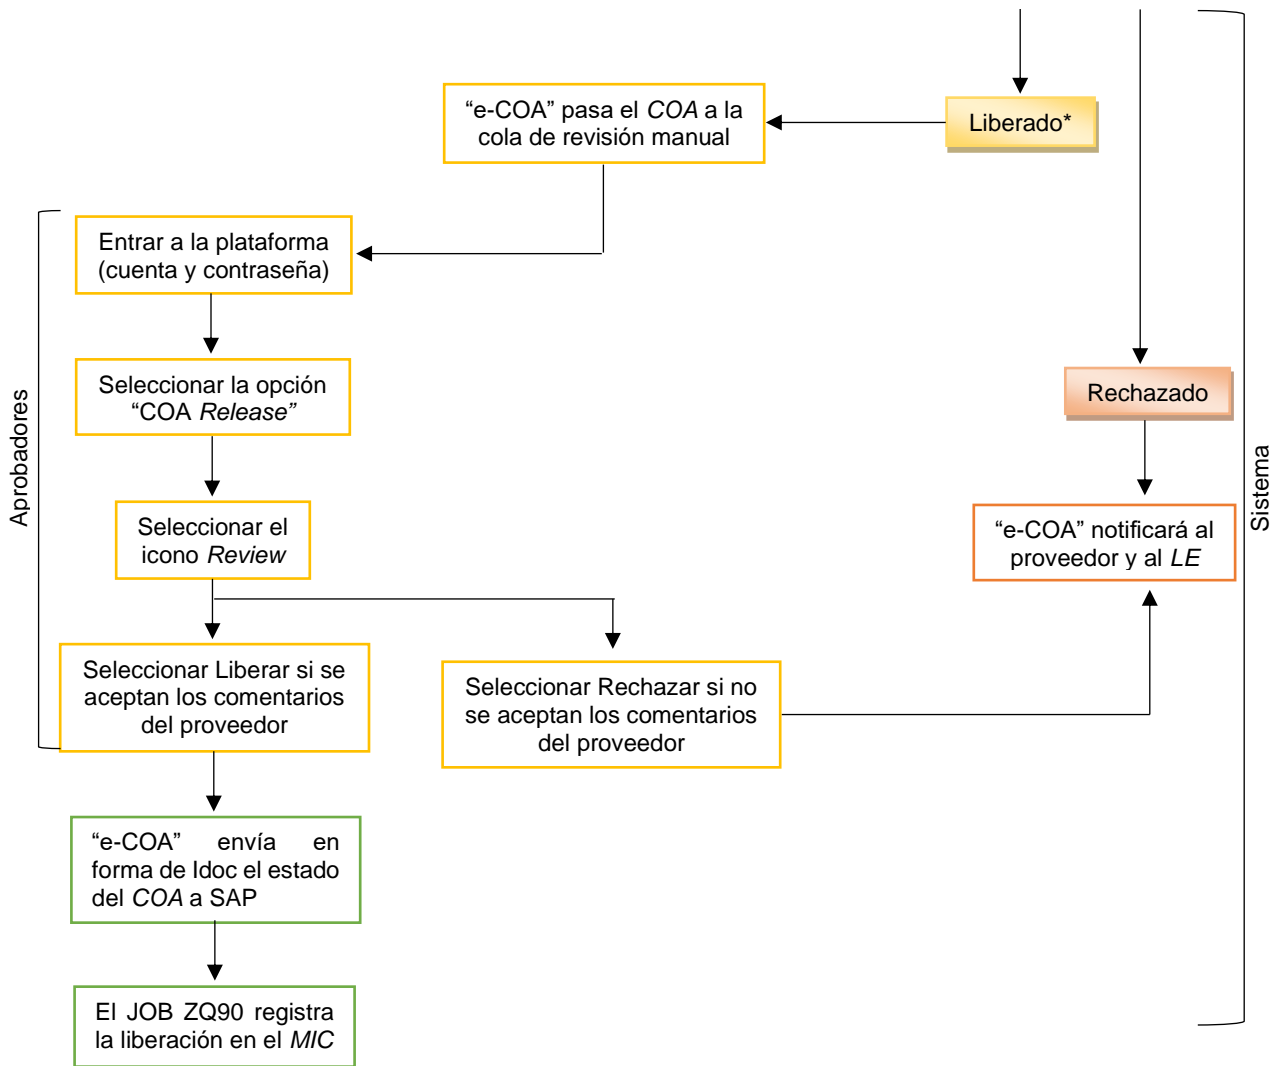 “e-COA” pasa el COA a la
cola de revisión manual
Liberado*
Entrar a la plataforma
(cuenta y contraseña)
Seleccionar la opción
“COA Release”
Rechazado
Aprobadores
Sistema
Seleccionar el
icono Review
“e-COA” notificará al
proveedor y al LE
Seleccionar Liberar si se
aceptan los comentarios
del proveedor
Seleccionar Rechazar si no
se aceptan los comentarios
del proveedor
“e-COA” envía en
forma de Idoc el estado
del COA a SAP
El JOB ZQ90 registra
la liberación en el MIC